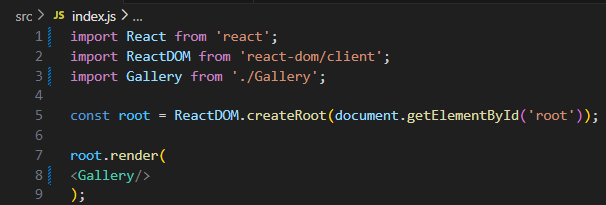 src > JS index.js > ...
1 import React from 'react';
2 import ReactDOM from 'react-dom/client';
3 import Gallery from './Gallery';
4
5 const root = ReactDOM.createRoot(document.getElementById('root'));
6
7 root.render(
8 <Gallery/>
9 );